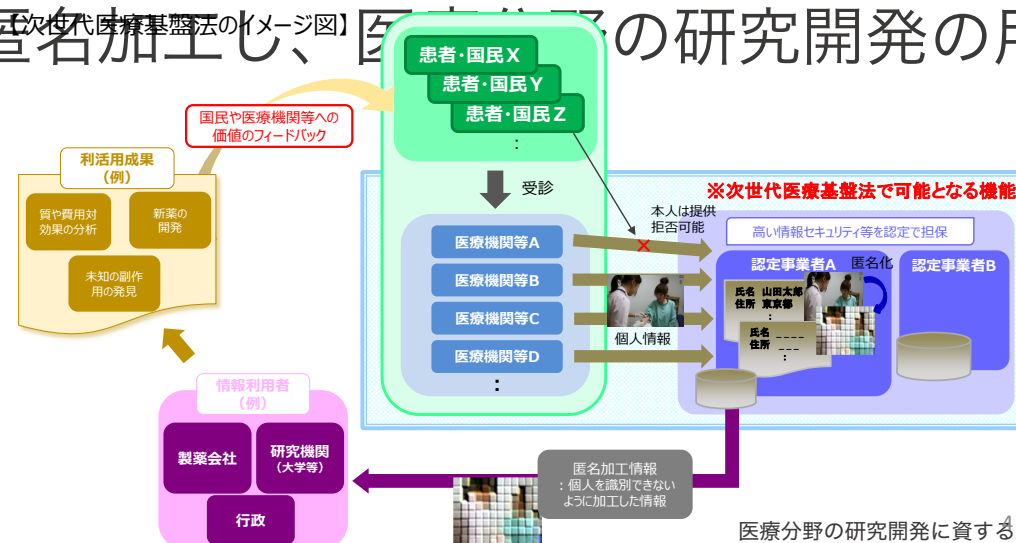 【次世代医療基盤法のイメージ図】
匿名加工し、医療分野の研究開発の用
患者・国民X
患者・国民Y
患者・国民Z
:
国民や医療機関等への
価値のフィードバック
利活用成果
（例）
質や費用対
効果の分析
新薬の
開発
未知の副作
用の発見
受診
※次世代医療基盤法で可能となる機能
本人は提供
拒否可能
高い情報セキュリティ等を認定で担保
医療機関等A
医療機関等B
医療機関等C
医療機関等D
:
個人情報
認定事業者A
匿名化
認定事業者B
氏名 山田太郎
住所 東京都
:
氏名 ____
住所 ___
:
情報利用者
（例）
製薬会社
研究機関
（大学等）
行政
匿名加工情報
：個人を識別できない
ように加工した情報
医療分野の研究開発に資する
4